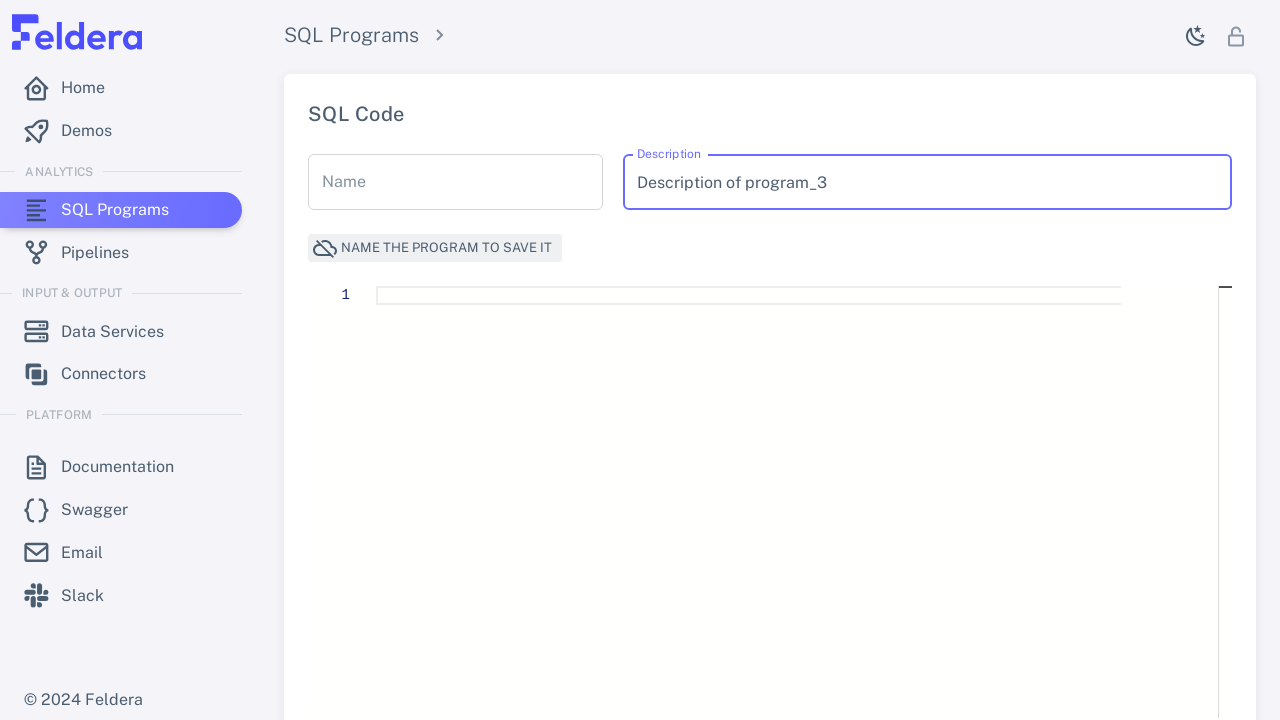 Feldera
SQL Programs
Home
Demos
ANALYTICS
SQL Programs
Pipelines
INPUT & OUTPUT
Data Services
Connectors
PLATFORM
Documentation
Swagger
Email
Slack
© 2024 Feldera
SQL Code
Name
Description
Description of program_3
NAME THE PROGRAM TO SAVE IT
1